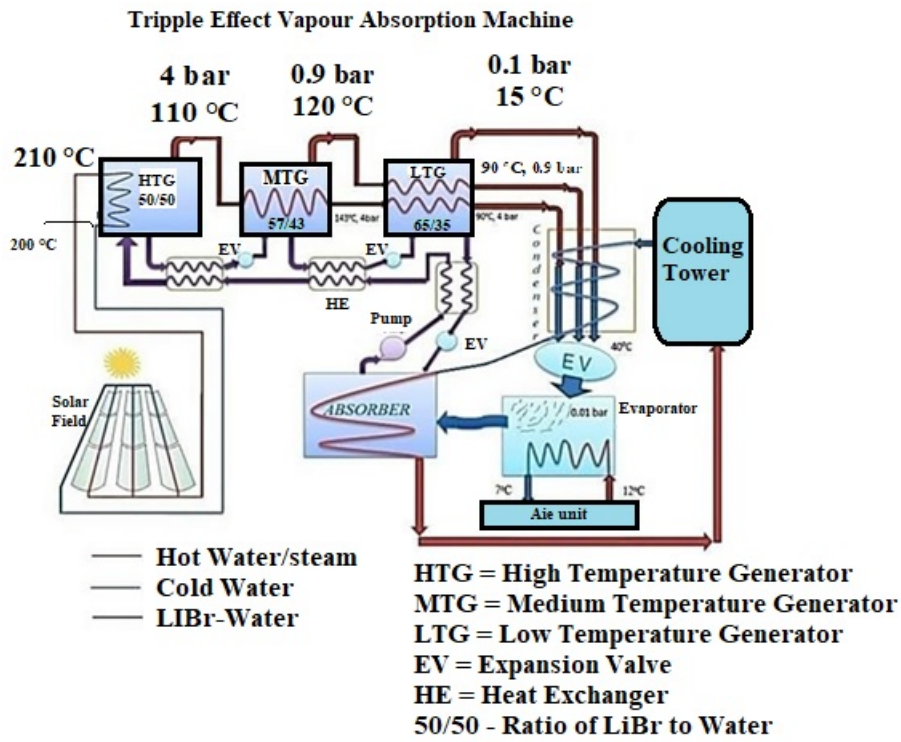 Tripple Effect Vapour Absorption Machine
4 bar
110 °C
0.9 bar
120 °C
0.1 bar
15 °C
210 °C
HTG
50/50
MTG
57/43
LTG
65/35
90 °C, 0.9 bar
143°C, 4bar
90°C, 4 bar
200 °C
EV
EV
HE
Condenser
Cooling
Tower
Pump
EV
40°C
EV
Solar
Field
ABSORBER
0.01 bar
Evaporator
7°C
12°C
Aie unit
Hot Water/steam
Cold Water
LIBr-Water
HTG = High Temperature Generator
MTG = Medium Temperature Generator
LTG = Low Temperature Generator
EV = Expansion Valve
HE = Heat Exchanger
50/50 - Ratio of LiBr to Water